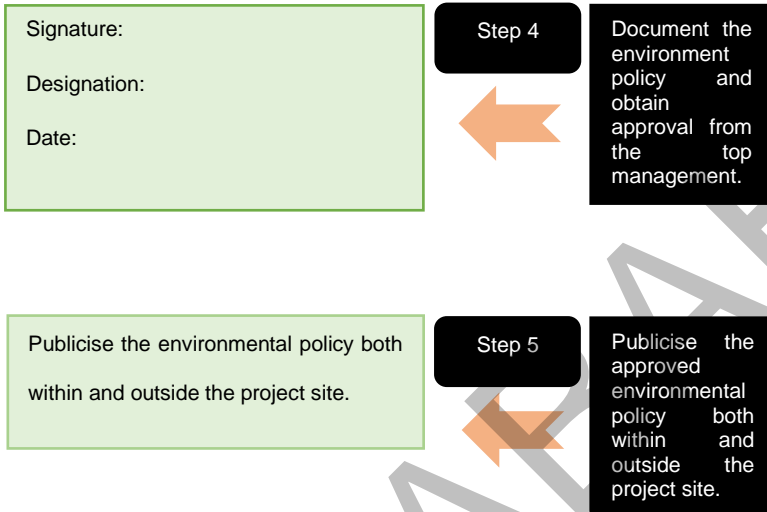 Signature:
Designation:
Date:
Step 4
Document the
environment
policy and
obtain
approval from
the top
management.
Publicise the environmental policy both
within and outside the project site.
Step 5
Publicise the
approved
environmental
policy both
within and
outside the
project site.